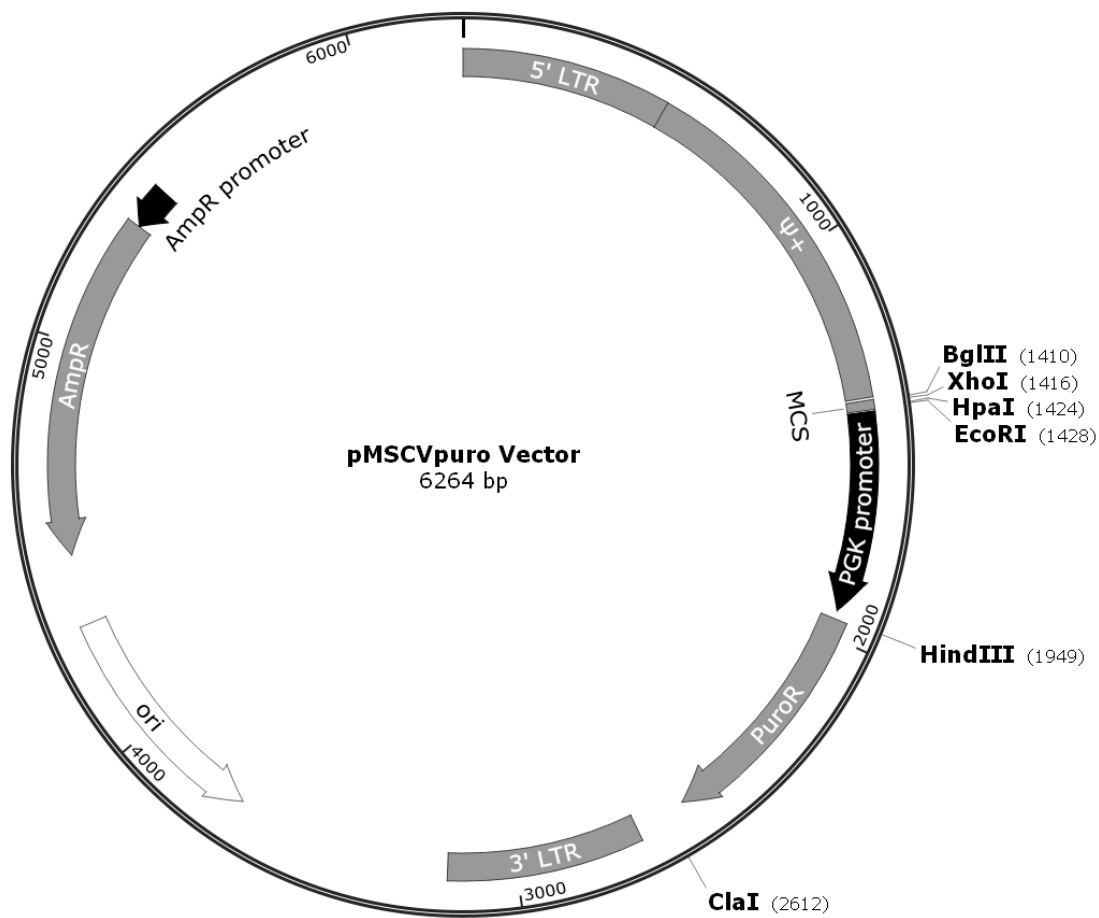 6000
5' LTR
AmpR promoter
1000
Ψ+
BglII (1410)
XhoI (1416)
HpaI (1424)
EcoRI (1428)
5000
AmpR
MCS
pMSCVpuro Vector
6264 bp
PGK promoter
2000
HindIII (1949)
PuroR
ori
4000
3' LTR
3000
ClaI (2612)